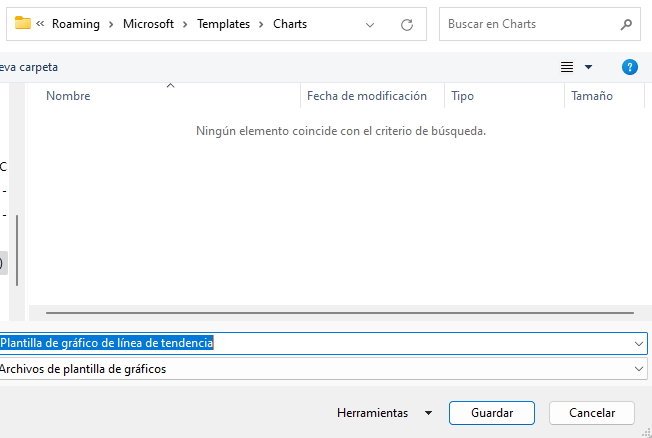 « Roaming > Microsoft > Templates > Charts
Buscar en Charts
eva carpeta
?
Nombre Fecha de modificación Tipo Tamaño
Ningún elemento coincide con el criterio de búsqueda.
C
-
-
)
Plantilla de gráfico de línea de tendencia
Archivos de plantilla de gráficos
Herramientas Guardar Cancelar